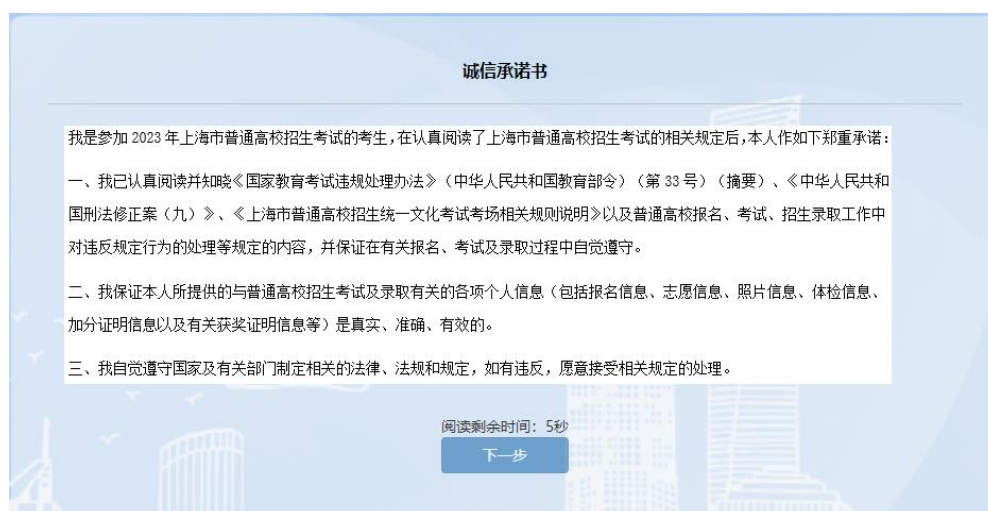 诚信承诺书
我是参加 2023 年上海市普通高校招生考试的考生，在认真阅读了上海市普通高校招生考试的相关规定后，本人作如下郑重承诺：
一、我已认真阅读并知晓《国家教育考试违规处理办法》（中华人民共和国教育部令）（第 33 号）（摘要）、《中华人民共和
国刑法修正案（九）》、《上海市普通高校招生统一文化考试考场相关规则说明》以及普通高校报名、考试、招生录取工作中
对违反规定行为的处理等规定的内容，并保证在有关报名、考试及录取过程中自觉遵守。
二、我保证本人所提供的与普通高校招生考试及录取有关的各项个人信息（包括报名信息、志愿信息、照片信息、体检信息、
加分证明信息以及有关获奖证明信息等）是真实、准确、有效的。
三、我自觉遵守国家及有关部门制定相关的法律、法规和规定，如有违反，愿意接受相关规定的处理。
阅读剩余时间：5秒
下一步